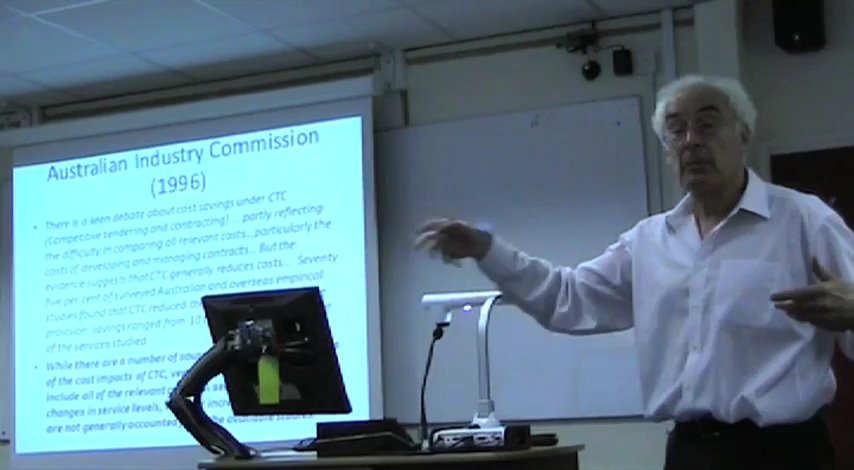 Australian Industry Commission
(1996)
• There is a keen debate about cost savings under CTC
(Competitive tendering and contracting) ... partly reflecting
the difficulty in comparing all relevant costs...particularly the
costs of developing and managing contracts... But the
evidence suggests that CTC generally reduces costs... Seventy
five per cent of surveyed Australian and overseas empirical
studies found that CTC reduced
provision. savings ranged from
of the services studied.
• While there are a number of
of the cost impacts of CTC,
include all of the relevant
changes in service levels,
are not generally accounted